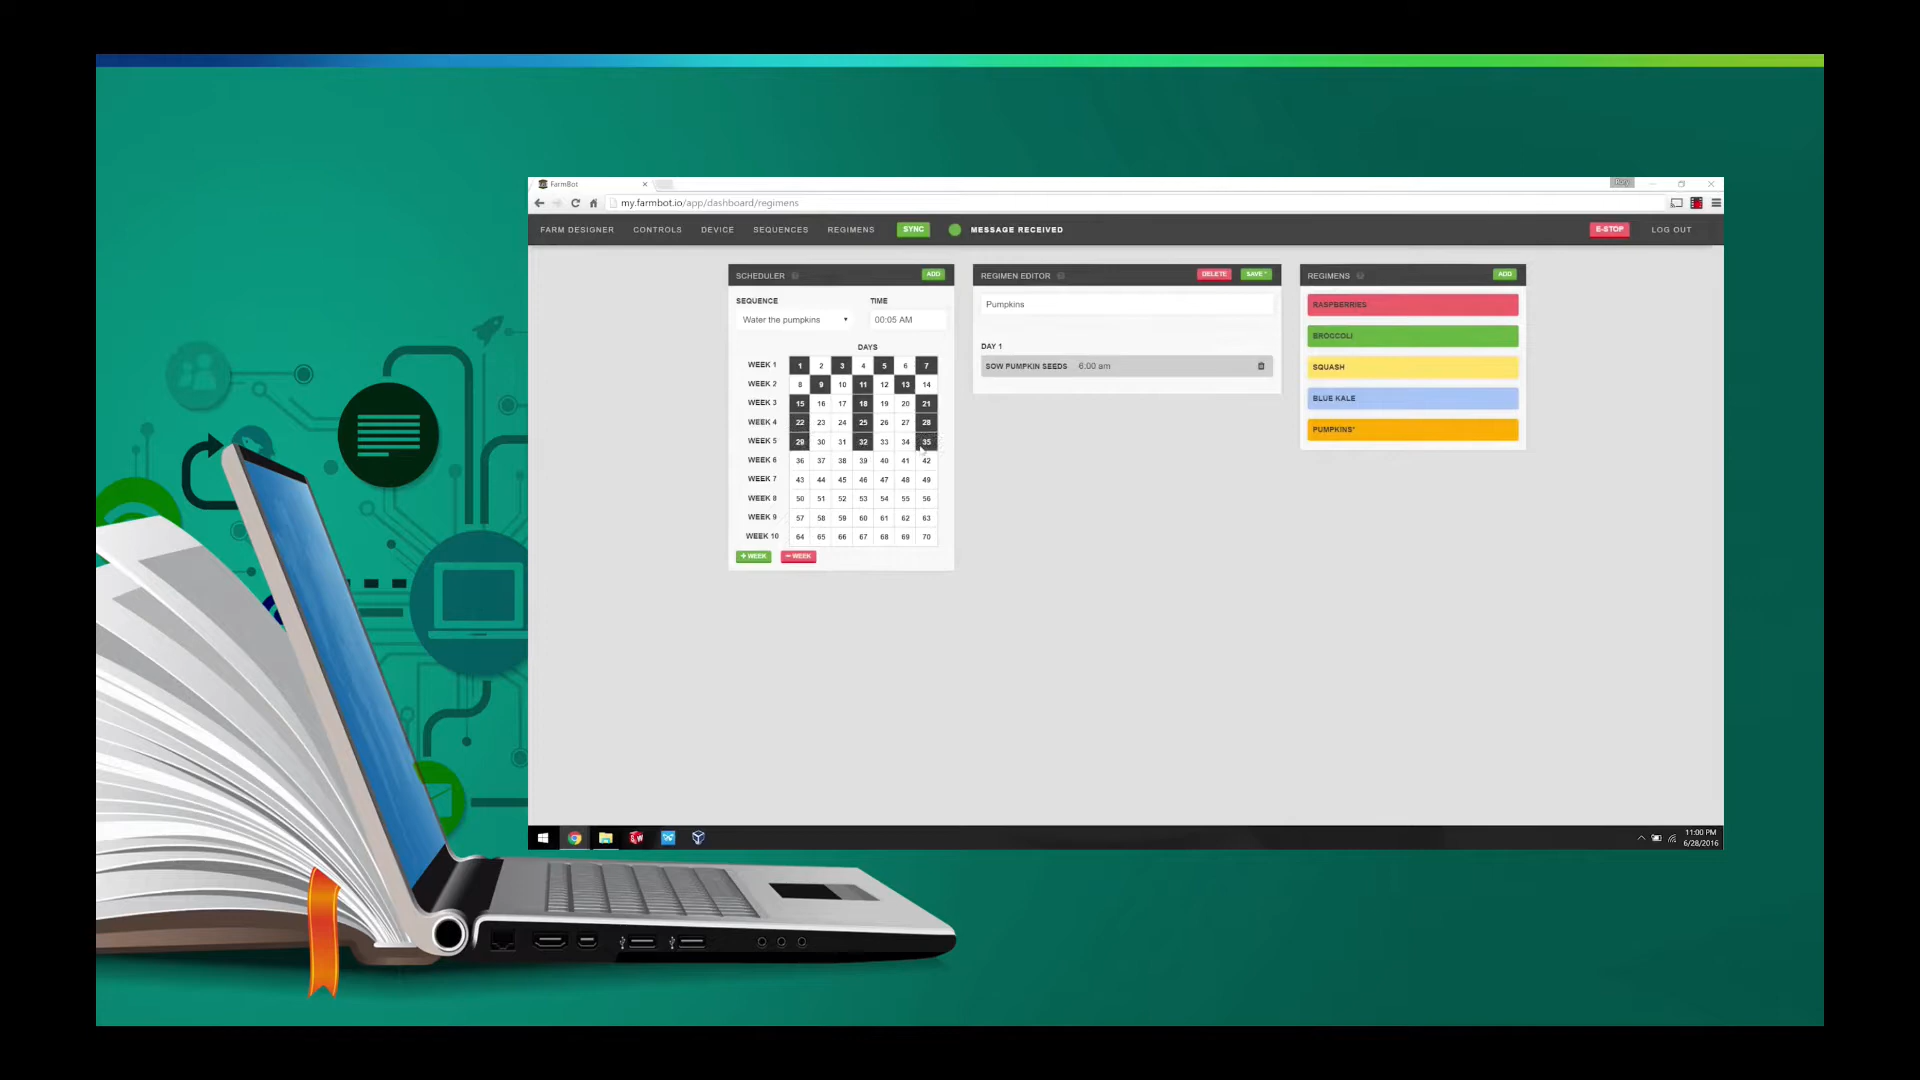 FarmBot
my.farmbot.io/app/dashboard/regimens
FARM DESIGNER CONTROLS DEVICE SEQUENCES REGIMENS SYNC MESSAGE RECEIVED E-STOP LOG OUT
SCHEDULER ADD
SEQUENCE TIME
Water the pumpkins 00:05 AM
DAYS
WEEK 1 1 2 3 4 5 6 7
WEEK 2 8 9 10 11 12 13 14
WEEK 3 15 16 17 18 19 20 21
WEEK 4 22 23 24 25 26 27 28
WEEK 5 29 30 31 32 33 34 35
WEEK 6 36 37 38 39 40 41 42
WEEK 7 43 44 45 46 47 48 49
WEEK 8 50 51 52 53 54 55 56
WEEK 9 57 58 59 60 61 62 63
WEEK 10 64 65 66 67 68 69 70
+ WEEK − WEEK
REGIMEN EDITOR DELETE SAVE *
Pumpkins
DAY 1
SOW PUMPKIN SEEDS 6:00 am
REGIMENS ADD
RASPBERRIES
BROCCOLI
SQUASH
BLUE KALE
PUMPKINS*
11:00 PM
6/28/2016